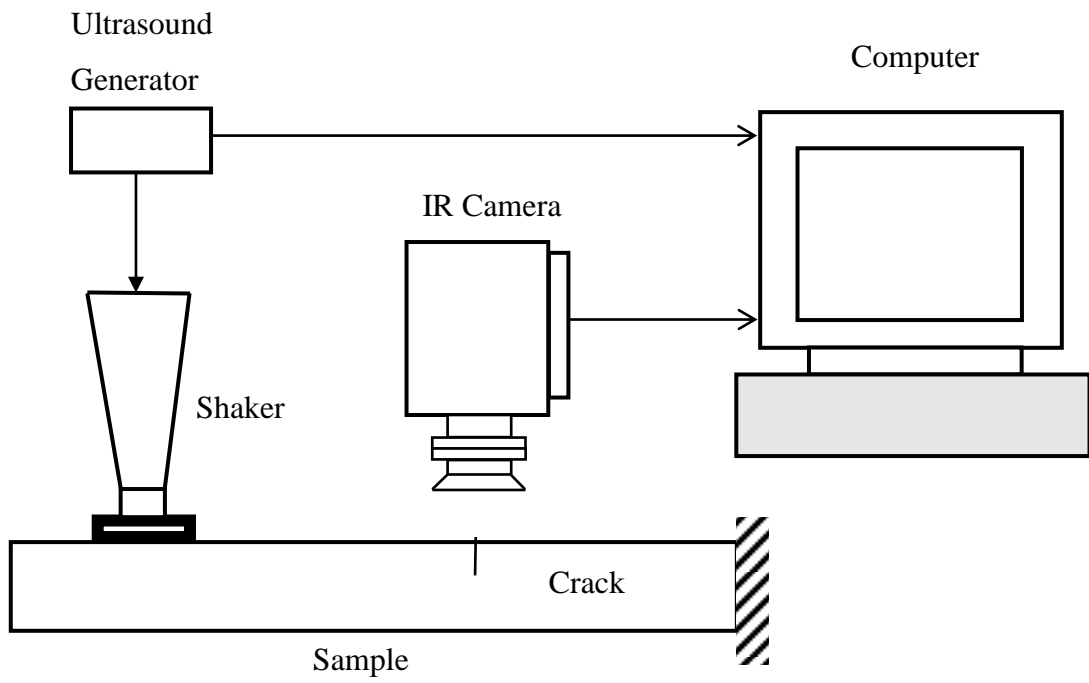 Ultrasound
Generator
Computer
IR Camera
Shaker
Crack
Sample